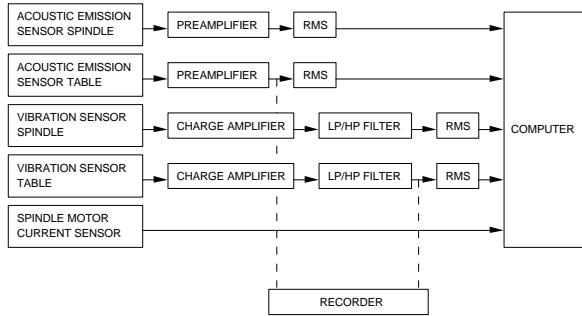 ACOUSTIC EMISSION
SENSOR SPINDLE
PREAMPLIFIER
RMS
ACOUSTIC EMISSION
SENSOR TABLE
PREAMPLIFIER
RMS
VIBRATION SENSOR
SPINDLE
CHARGE AMPLIFIER
LP/HP FILTER
RMS
COMPUTER
VIBRATION SENSOR
TABLE
CHARGE AMPLIFIER
LP/HP FILTER
RMS
SPINDLE MOTOR
CURRENT SENSOR
RECORDER